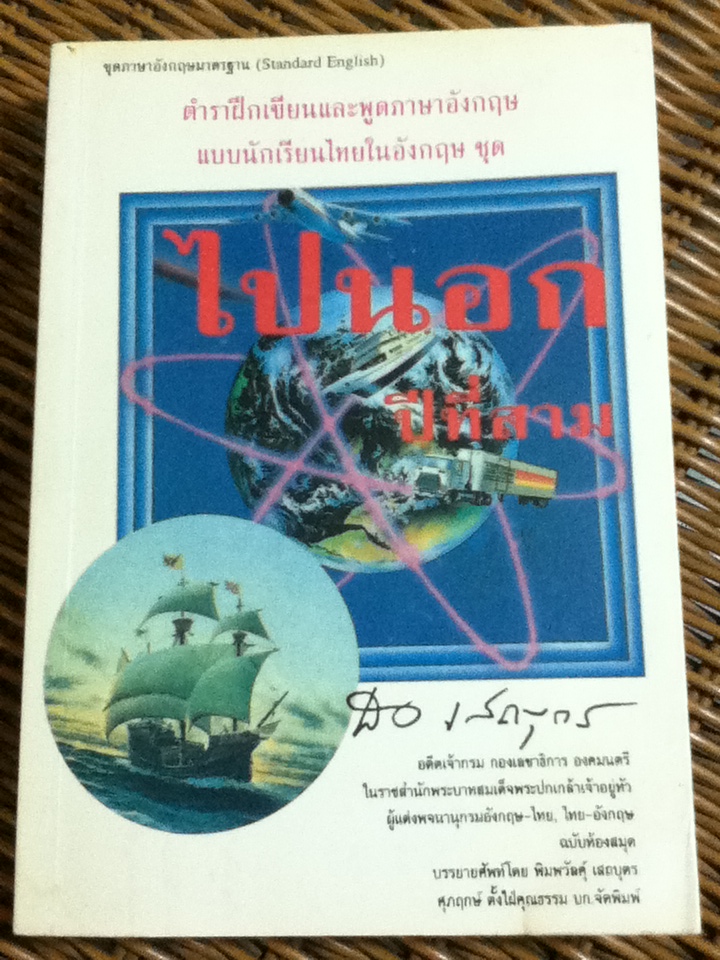 ชุดภาษาอังกฤษมาตรฐาน (Standard English)
ตำราฝึกเขียนและพูดภาษาอังกฤษ
แบบนักเรียนไทยในอังกฤษ ชุด
ไปนอก
ปีที่สาม
สอ เสถบุตร
อดีตเจ้ากรม กองเลขาธิการ องคมนตรี
ในราชสำนักพระบาทสมเด็จพระปกเกล้าเจ้าอยู่หัว
ผู้แต่งพจนานุกรมอังกฤษ-ไทย, ไทย-อังกฤษ
ฉบับห้องสมุด
บรรยายศัพท์โดย พิมพวัลคุ์ เสถบุตร
ศุภฤกษ์ ตั้งใฝ่คุณธรรม บก.จัดพิมพ์